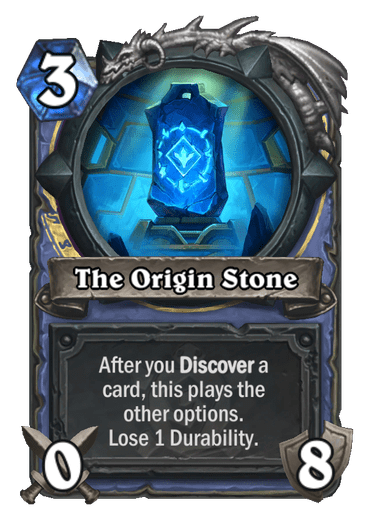 3
The Origin Stone
After you Discover a
card, this plays the
other options.
Lose 1 Durability.
0
8